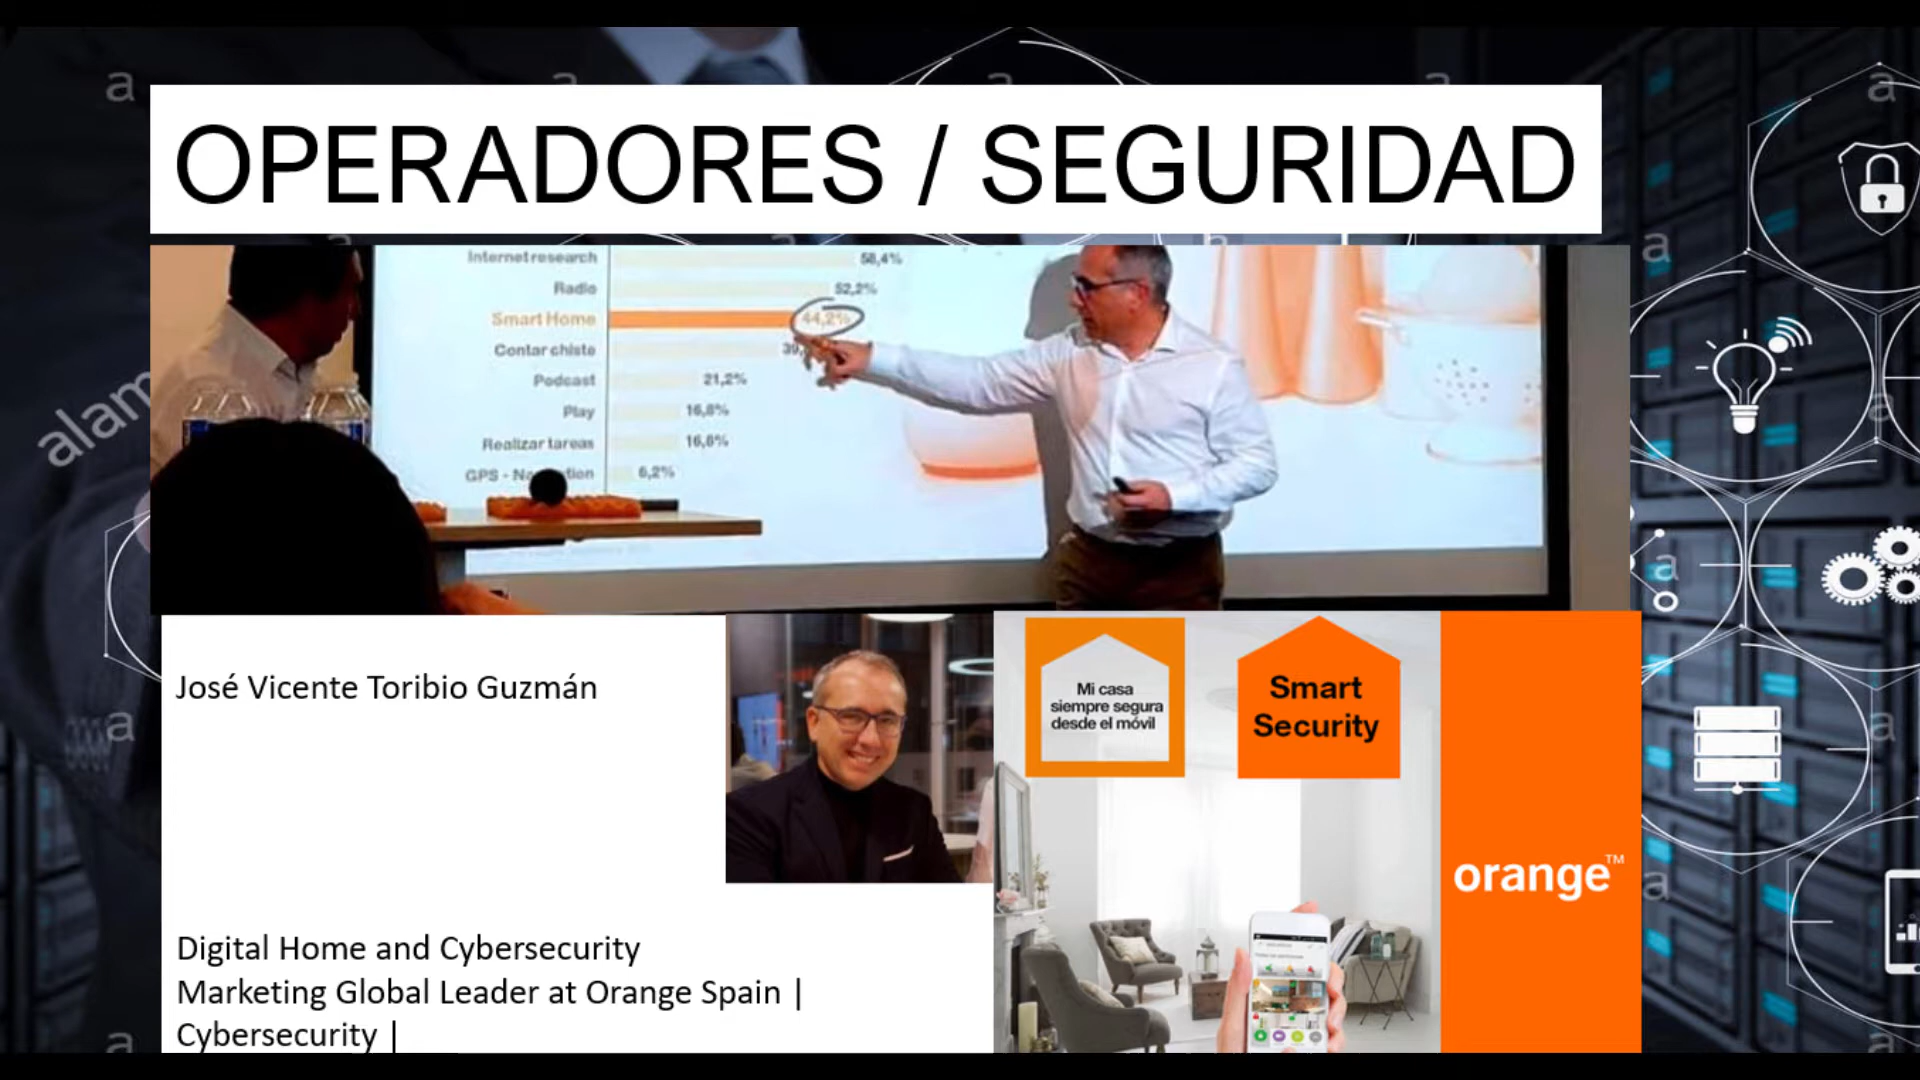 OPERADORES / SEGURIDAD
Internet research 58,4%
Radio 52,2%
Smart Home 44,2%
Contar chiste
Podcast 21,2%
Play 16,8%
Realizar tareas 16,8%
GPS - 6,2%
José Vicente Toribio Guzmán
Mi casa
siempre segura
desde el móvil
Smart
Security
orange™
Digital Home and Cybersecurity
Marketing Global Leader at Orange Spain |
Cybersecurity |
alam
a